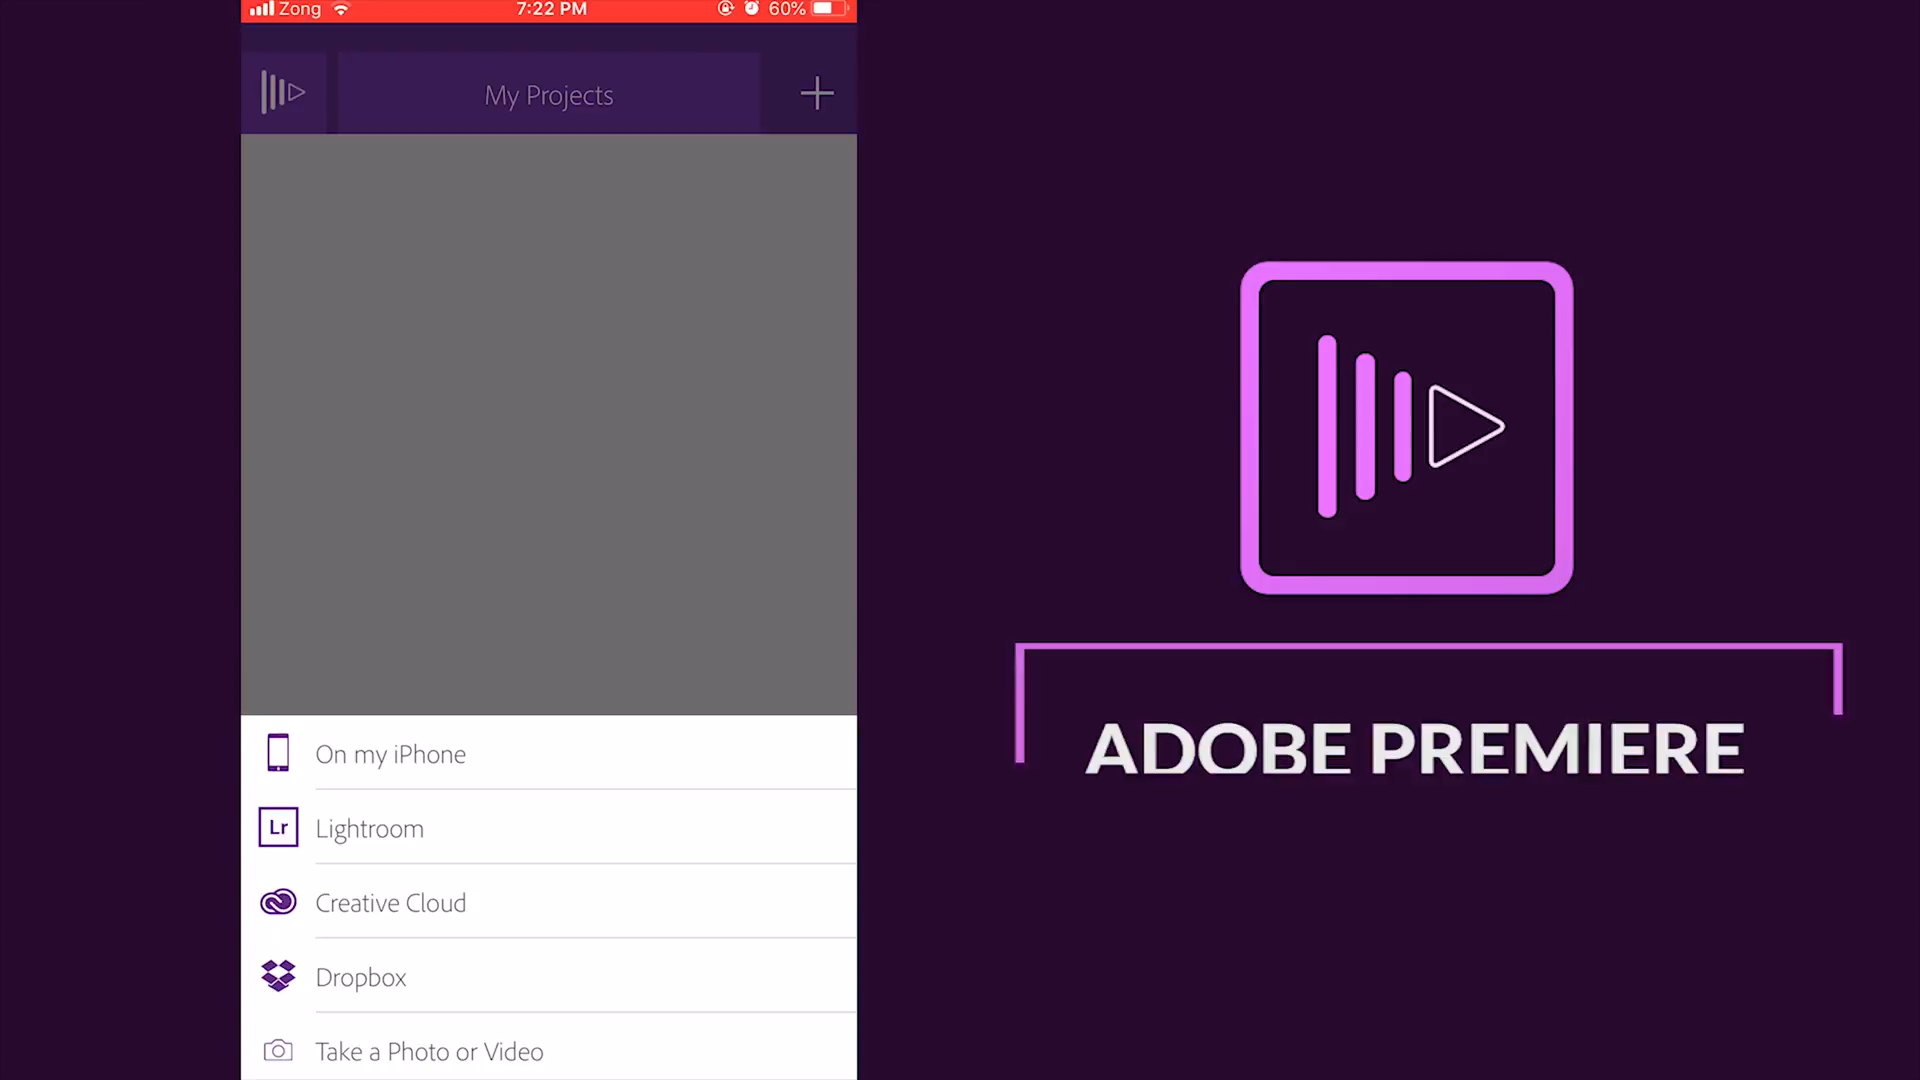 Zong 7:22 PM 60%
My Projects
On my iPhone
Lr Lightroom
Creative Cloud
Dropbox
Take a Photo or Video
ADOBE PREMIERE